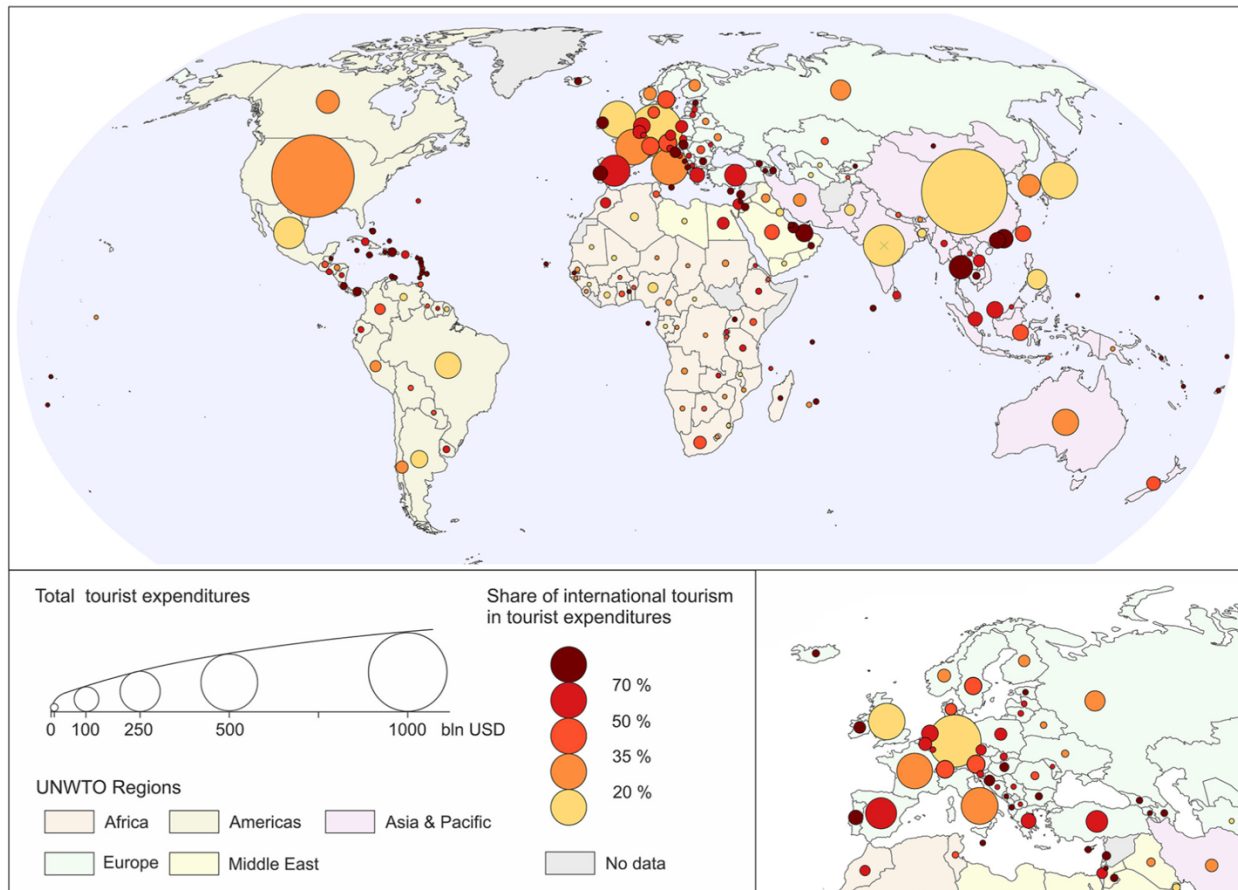 Total tourist expenditures
0 100 250 500 1000 bln USD
UNWTO Regions
Africa Americas Asia & Pacific
Europe Middle East
Share of international tourism
in tourist expenditures
70 %
50 %
35 %
20 %
No data